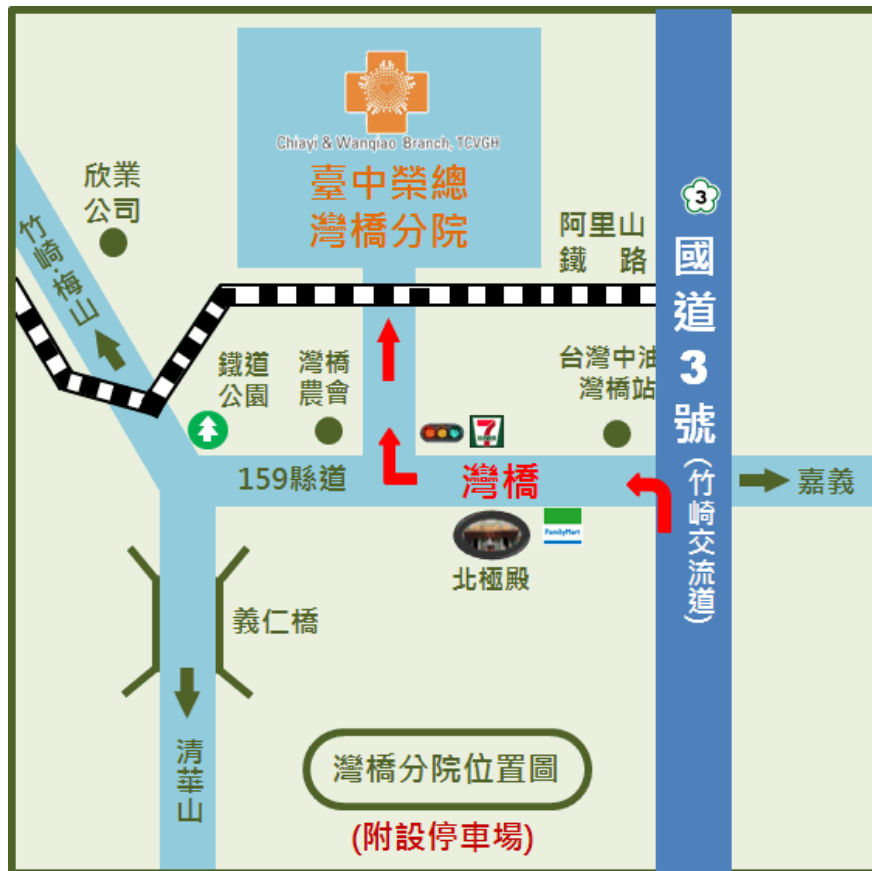 Chiayi & Wanqiao Branch, TCVGH
臺中榮總
灣橋分院
欣業
公司
竹崎·梅山
阿里山
鐵 路
3
國道3號(竹崎交流道)
鐵道
公園
灣橋
農會
台灣中油
灣橋站
7
ELEVEN
159縣道
灣橋
嘉義
FamilyMart
北極殿
義仁橋
清華山
灣橋分院位置圖
(附設停車場)